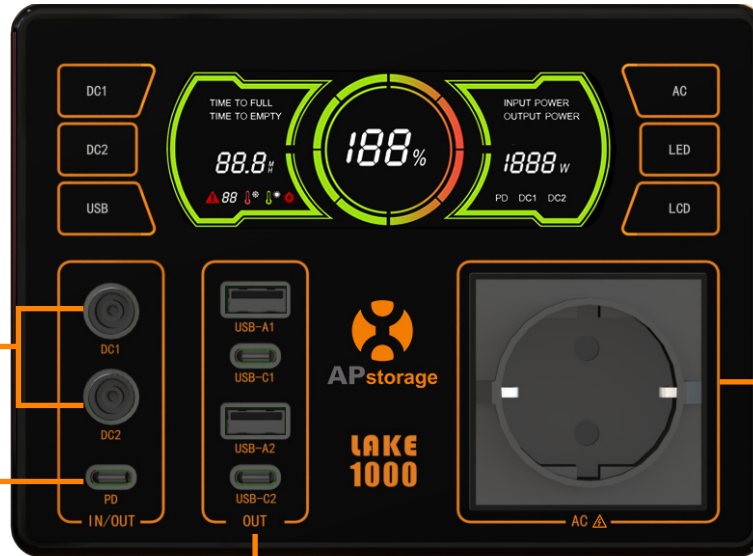 DC1
DC2
USB
TIME TO FULL
TIME TO EMPTY
88.8 M H
88
188%
INPUT POWER
OUTPUT POWER
1888 W
PD DC1 DC2
AC
LED
LCD
DC1
DC2
PD
IN/OUT
USB-A1
USB-C1
USB-A2
USB-C2
OUT
APstorage
LAKE
1000
AC